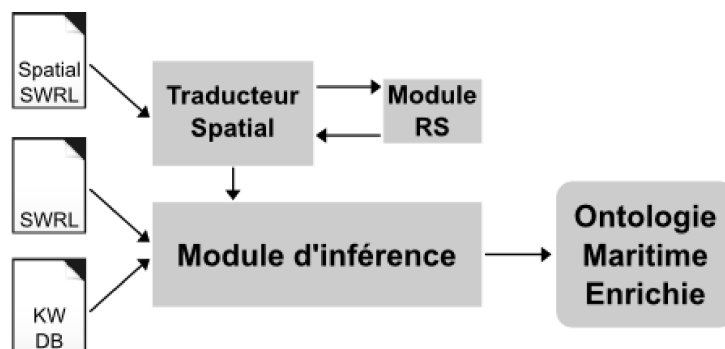 Spatial
SWRL
Traducteur
Spatial
Module
RS
SWRL
KW
DB
Module d'inférence
Ontologie
Maritime
Enrichie